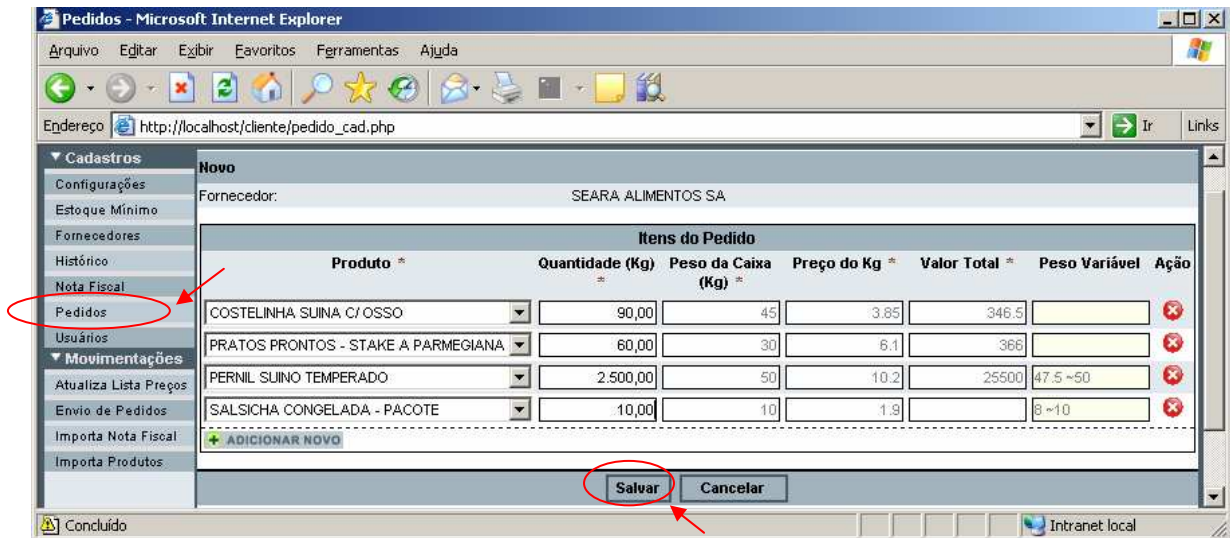 Pedidos - Microsoft Internet Explorer
Arquivo Editar Exibir Favoritos Ferramentas Ajuda
Endereço http://localhost/cliente/pedido_cad.php Ir Links
▼ Cadastros
Configurações
Estoque Mínimo
Fornecedores
Histórico
Nota Fiscal
Pedidos
Usuários
▼ Movimentações
Atualiza Lista Preços
Envio de Pedidos
Importa Nota Fiscal
Importa Produtos
Novo
Fornecedor: SEARA ALIMENTOS SA
Itens do Pedido
Produto * Quantidade (Kg) * Peso da Caixa (Kg) * Preço do Kg * Valor Total * Peso Variável Ação
COSTELINHA SUINA C/ OSSO 90,00 45 3.85 346.5
PRATOS PRONTOS - STAKE A PARMEGIANA 60,00 30 6.1 366
PERNIL SUINO TEMPERADO 2.500,00 50 10.2 25500 47.5 ~50
SALSICHA CONGELADA - PACOTE 10,00 10 1.9 8 ~10
+ ADICIONAR NOVO
Salvar Cancelar
Concluído Intranet local